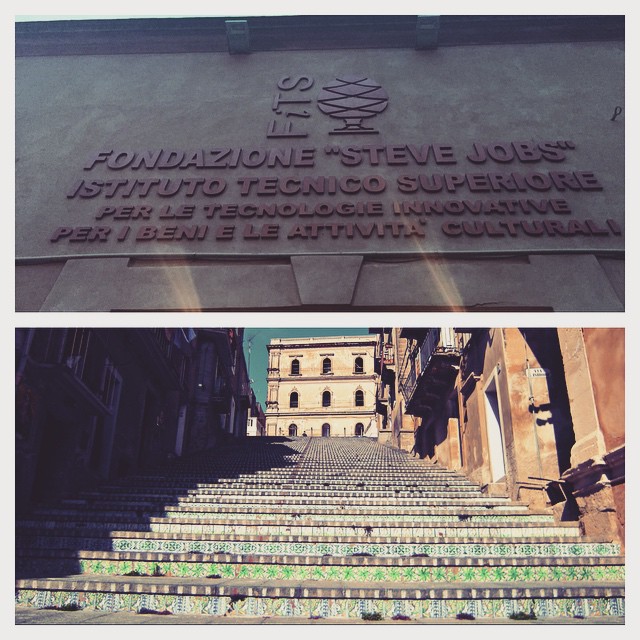 FITS
FONDAZIONE "STEVE JOBS"
ISTITUTO TECNICO SUPERIORE
PER LE TECNOLOGIE INNOVATIVE
PER I BENI E LE ATTIVITA' CULTURALI